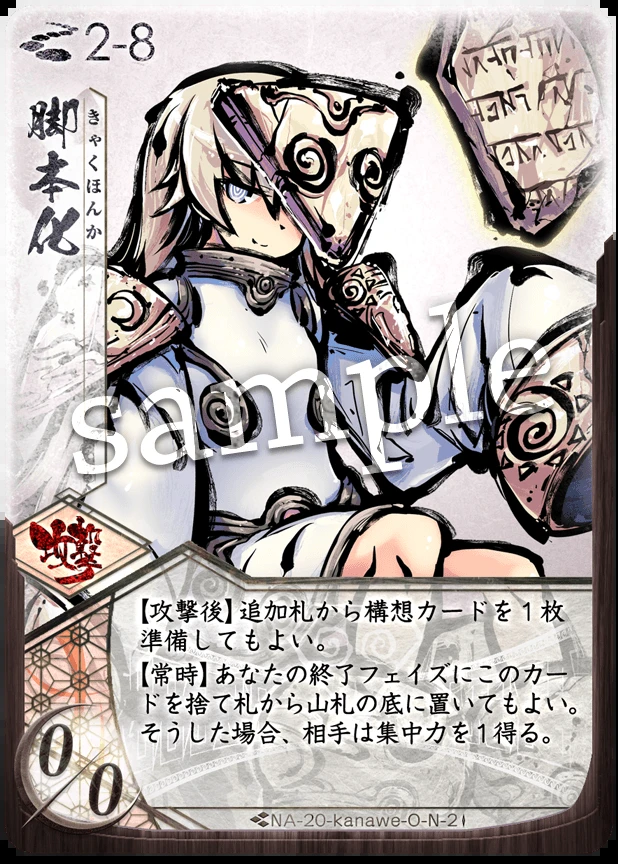 2-8
脚本化
きゃくほんか
sample
攻撃
【攻撃後】追加札から構想カードを1枚
準備してもよい。
【常時】あなたの終了フェイズにこのカー
ドを捨て札から山札の底に置いてもよい。
そうした場合、相手は集中力を1得る。
0/0
NA-20-kanawe-O-N-2